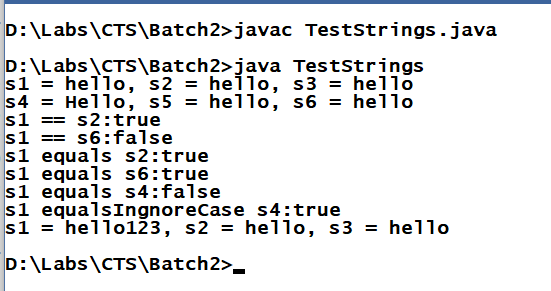 D:\Labs\CTS\Batch2>javac TestStrings.java
D:\Labs\CTS\Batch2>java TestStrings
s1 = hello, s2 = hello, s3 = hello
s4 = Hello, s5 = hello, s6 = hello
s1 == s2:true
s1 == s6:false
s1 equals s2:true
s1 equals s6:true
s1 equals s4:false
s1 equalsIngnoreCase s4:true
s1 = hello123, s2 = hello, s3 = hello
D:\Labs\CTS\Batch2>